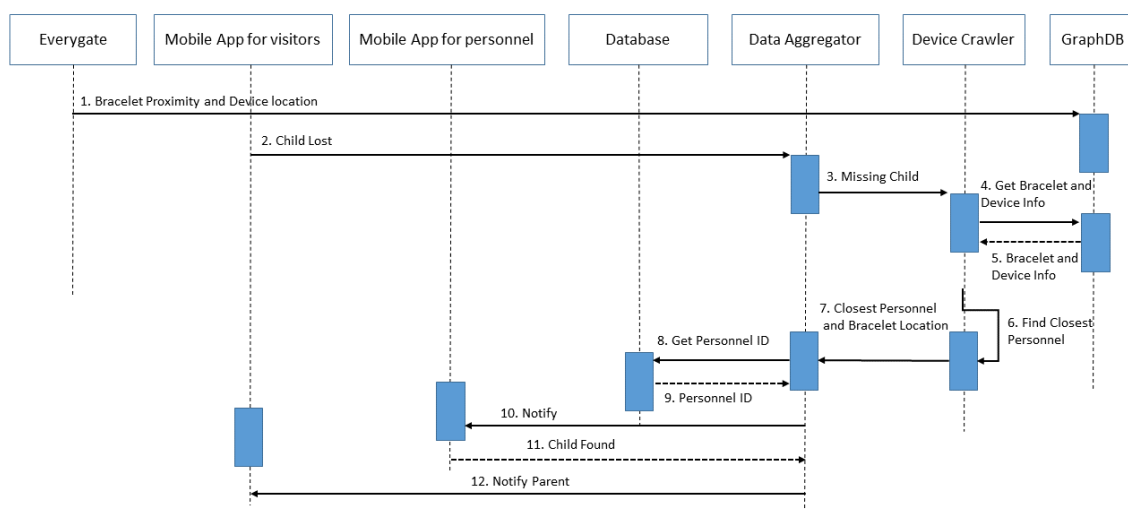 Everygate
Mobile App for visitors
Mobile App for personnel
Database
Data Aggregator
Device Crawler
GraphDB
1. Bracelet Proximity and Device location
2. Child Lost
3. Missing Child
4. Get Bracelet and
Device Info
5. Bracelet and
Device Info
6. Find Closest
Personnel
7. Closest Personnel
and Bracelet Location
8. Get Personnel ID
9. Personnel ID
10. Notify
11. Child Found
12. Notify Parent